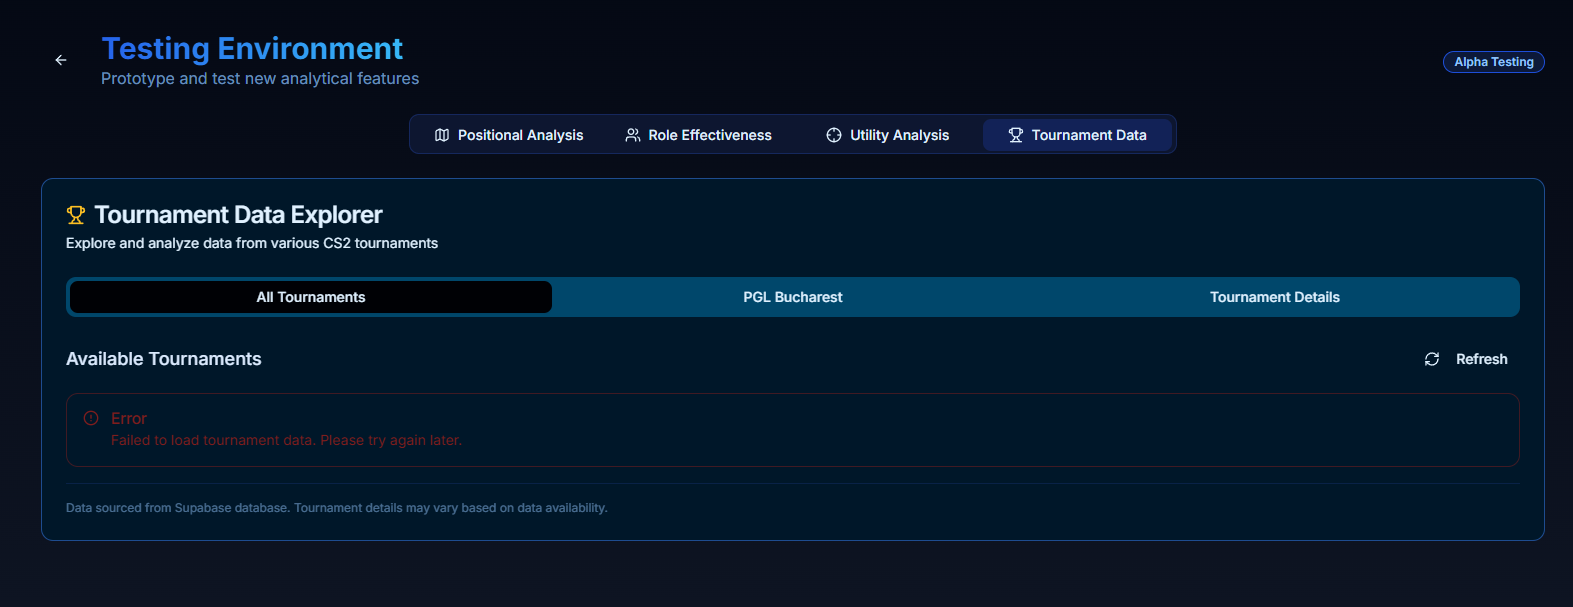 Testing Environment
Prototype and test new analytical features
Alpha Testing
Positional Analysis
Role Effectiveness
Utility Analysis
Tournament Data
Tournament Data Explorer
Explore and analyze data from various CS2 tournaments
All Tournaments
PGL Bucharest
Tournament Details
Available Tournaments
Refresh
Error
Failed to load tournament data. Please try again later.
Data sourced from Supabase database. Tournament details may vary based on data availability.